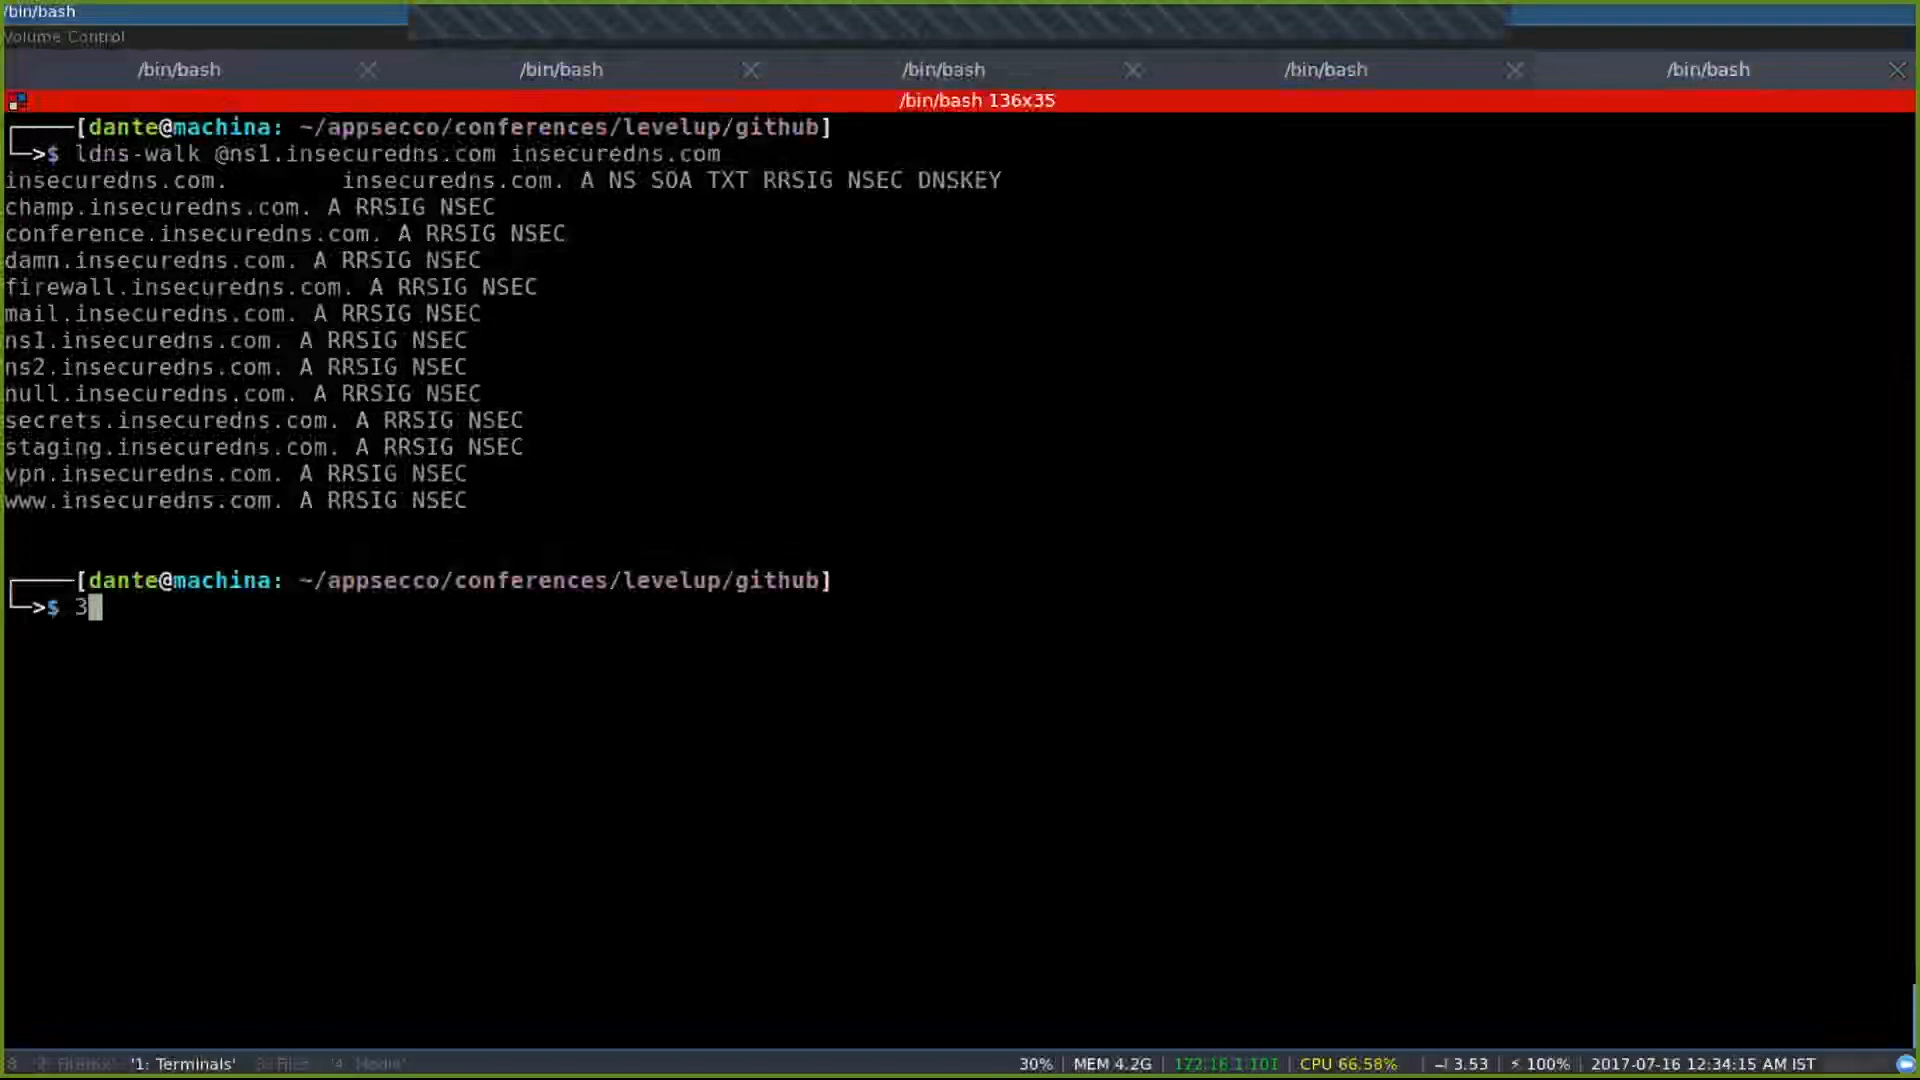 /bin/bash
Volume Control
/bin/bash /bin/bash /bin/bash /bin/bash /bin/bash
/bin/bash 136x35
[dante@machina: ~/appsecco/conferences/levelup/github]
>$ ldns-walk @ns1.insecuredns.com insecuredns.com
insecuredns.com. insecuredns.com. A NS SOA TXT RRSIG NSEC DNSKEY
champ.insecuredns.com. A RRSIG NSEC
conference.insecuredns.com. A RRSIG NSEC
damn.insecuredns.com. A RRSIG NSEC
firewall.insecuredns.com. A RRSIG NSEC
mail.insecuredns.com. A RRSIG NSEC
ns1.insecuredns.com. A RRSIG NSEC
ns2.insecuredns.com. A RRSIG NSEC
null.insecuredns.com. A RRSIG NSEC
secrets.insecuredns.com. A RRSIG NSEC
staging.insecuredns.com. A RRSIG NSEC
vpn.insecuredns.com. A RRSIG NSEC
www.insecuredns.com. A RRSIG NSEC
[dante@machina: ~/appsecco/conferences/levelup/github]
>$ 3
'1: Terminals' 30% | MEM 4.2G | 172.16.1.101 | CPU 66.58% | 3.53 | ⚡ 100% | 2017-07-16 12:34:15 AM IST